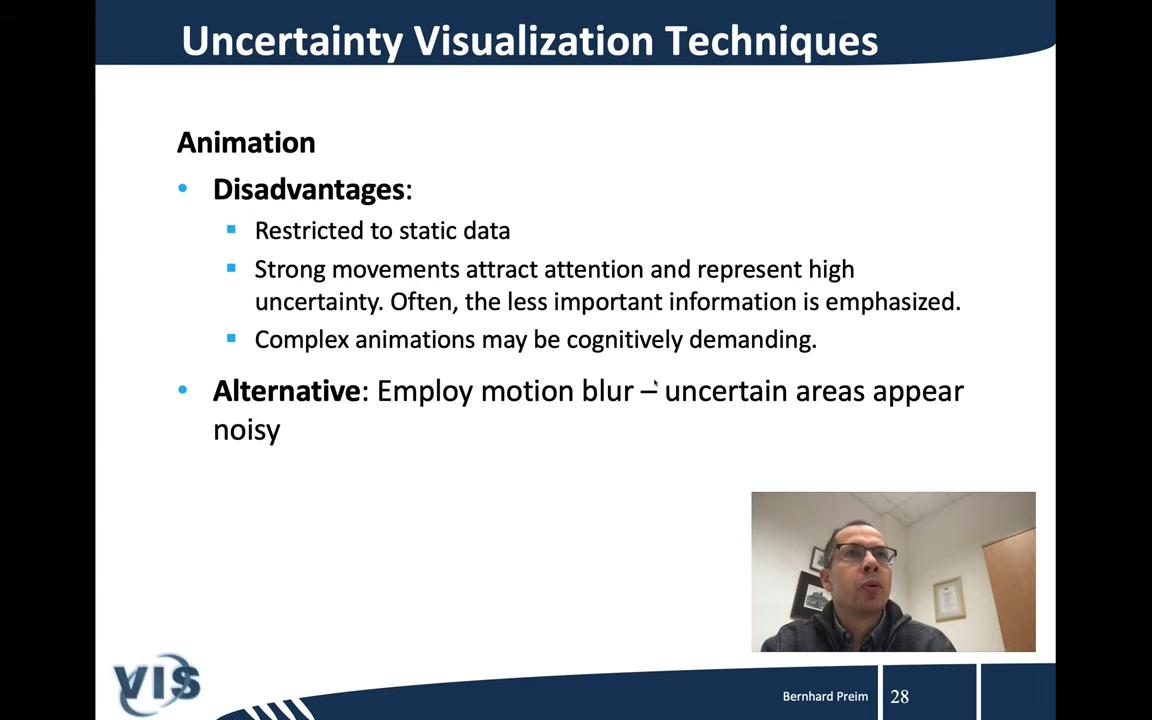 Uncertainty Visualization Techniques
Animation
• Disadvantages:
▪ Restricted to static data
▪ Strong movements attract attention and represent high
uncertainty. Often, the less important information is emphasized.
▪ Complex animations may be cognitively demanding.
• Alternative: Employ motion blur – uncertain areas appear
noisy
VIS
Bernhard Preim
28